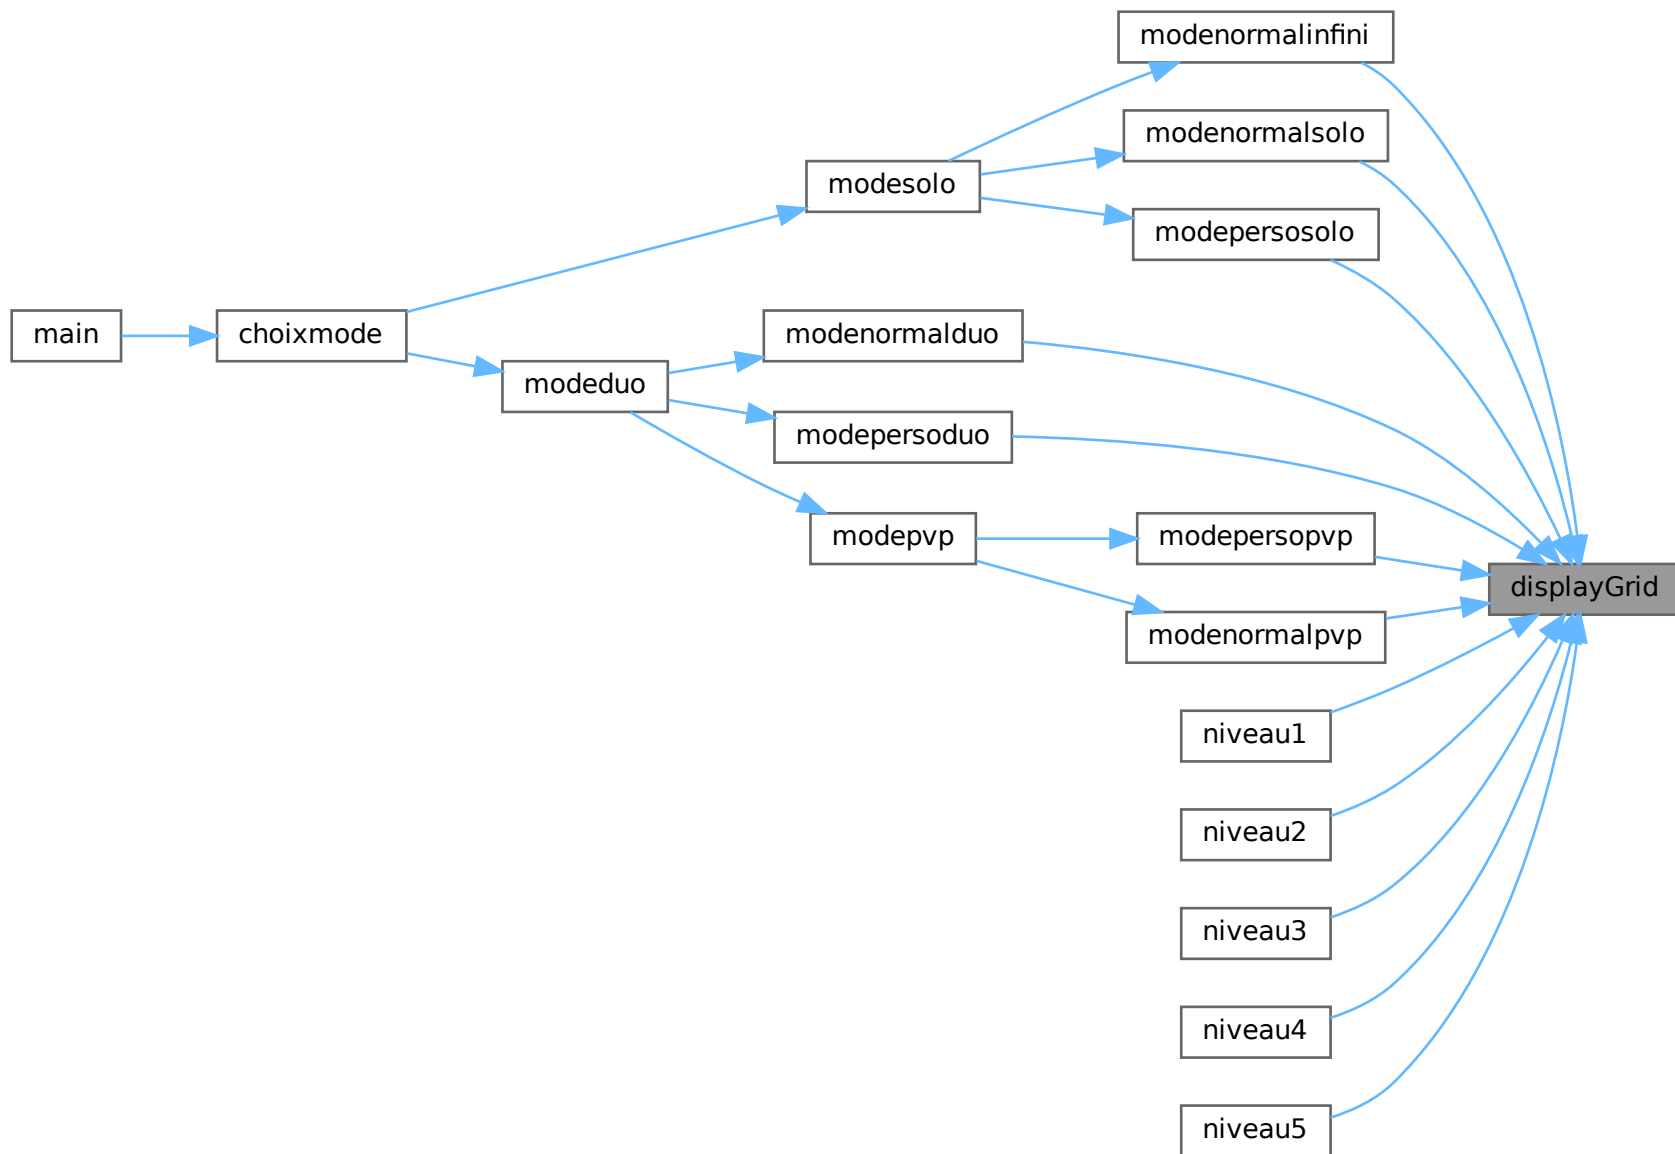 modenormalinfini
modenormalsolo
modesolo
modepersosolo
main
choixmode
modenormalduo
modeduo
modepersoduo
modepvp
modepersopvp
displayGrid
modenormalpvp
niveau1
niveau2
niveau3
niveau4
niveau5